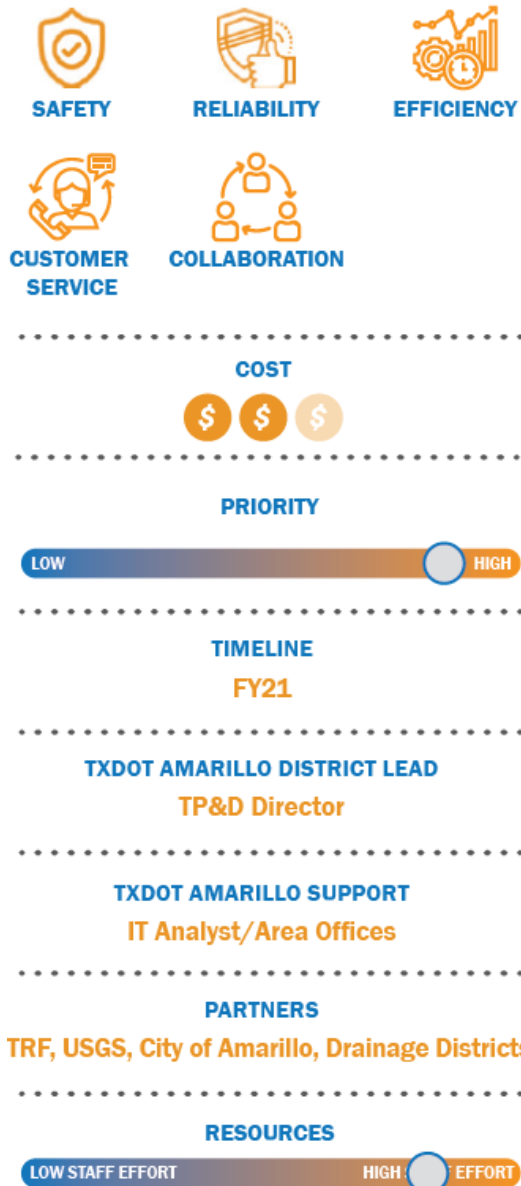 SAFETY RELIABILITY EFFICIENCY
CUSTOMER SERVICE COLLABORATION
COST
$ $ $
PRIORITY
LOW HIGH
TIMELINE
FY21
TXDOT AMARILLO DISTRICT LEAD
TP&D Director
TXDOT AMARILLO SUPPORT
IT Analyst/Area Offices
PARTNERS
TRF, USGS, City of Amarillo, Drainage Districts
RESOURCES
LOW STAFF EFFORT HIGH EFFORT